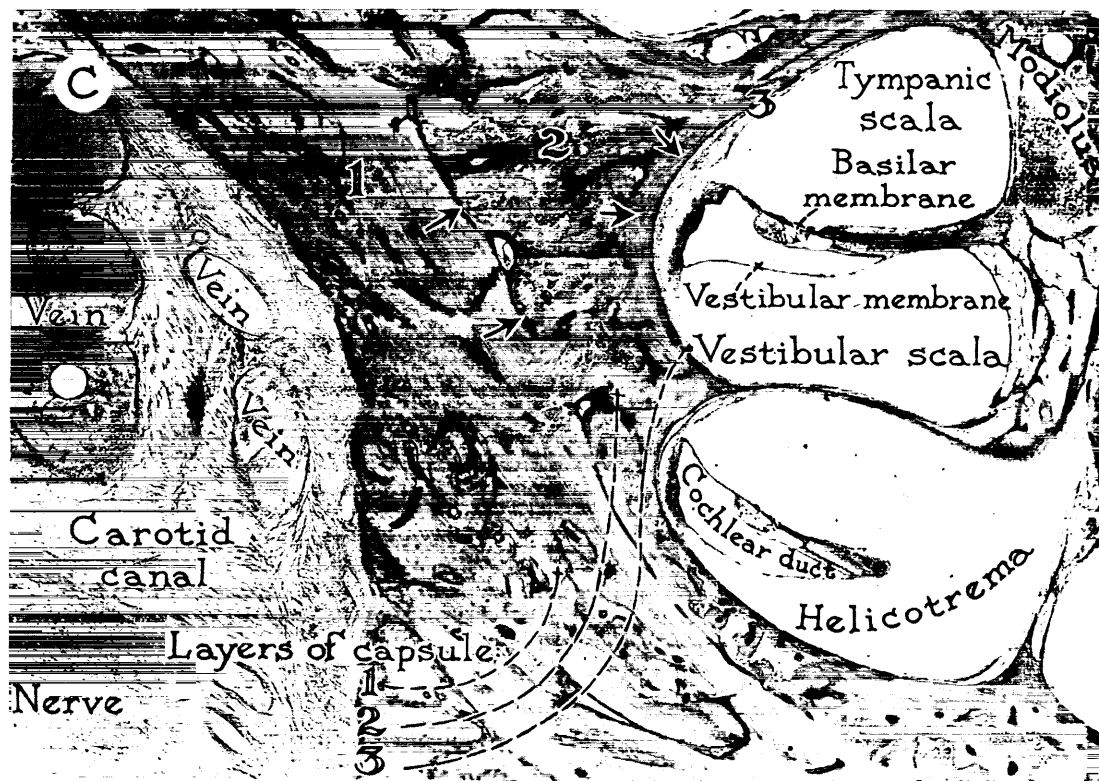 C
Modiolus
3
Tympanic
scala
2
Basilar
membrane
1
Vein
Vein
Vestibular membrane
Vestibular scala
Vein
Cochlear duct
Carotid
canal
Helicotrema
Layers of capsule
1
Nerve
2
3